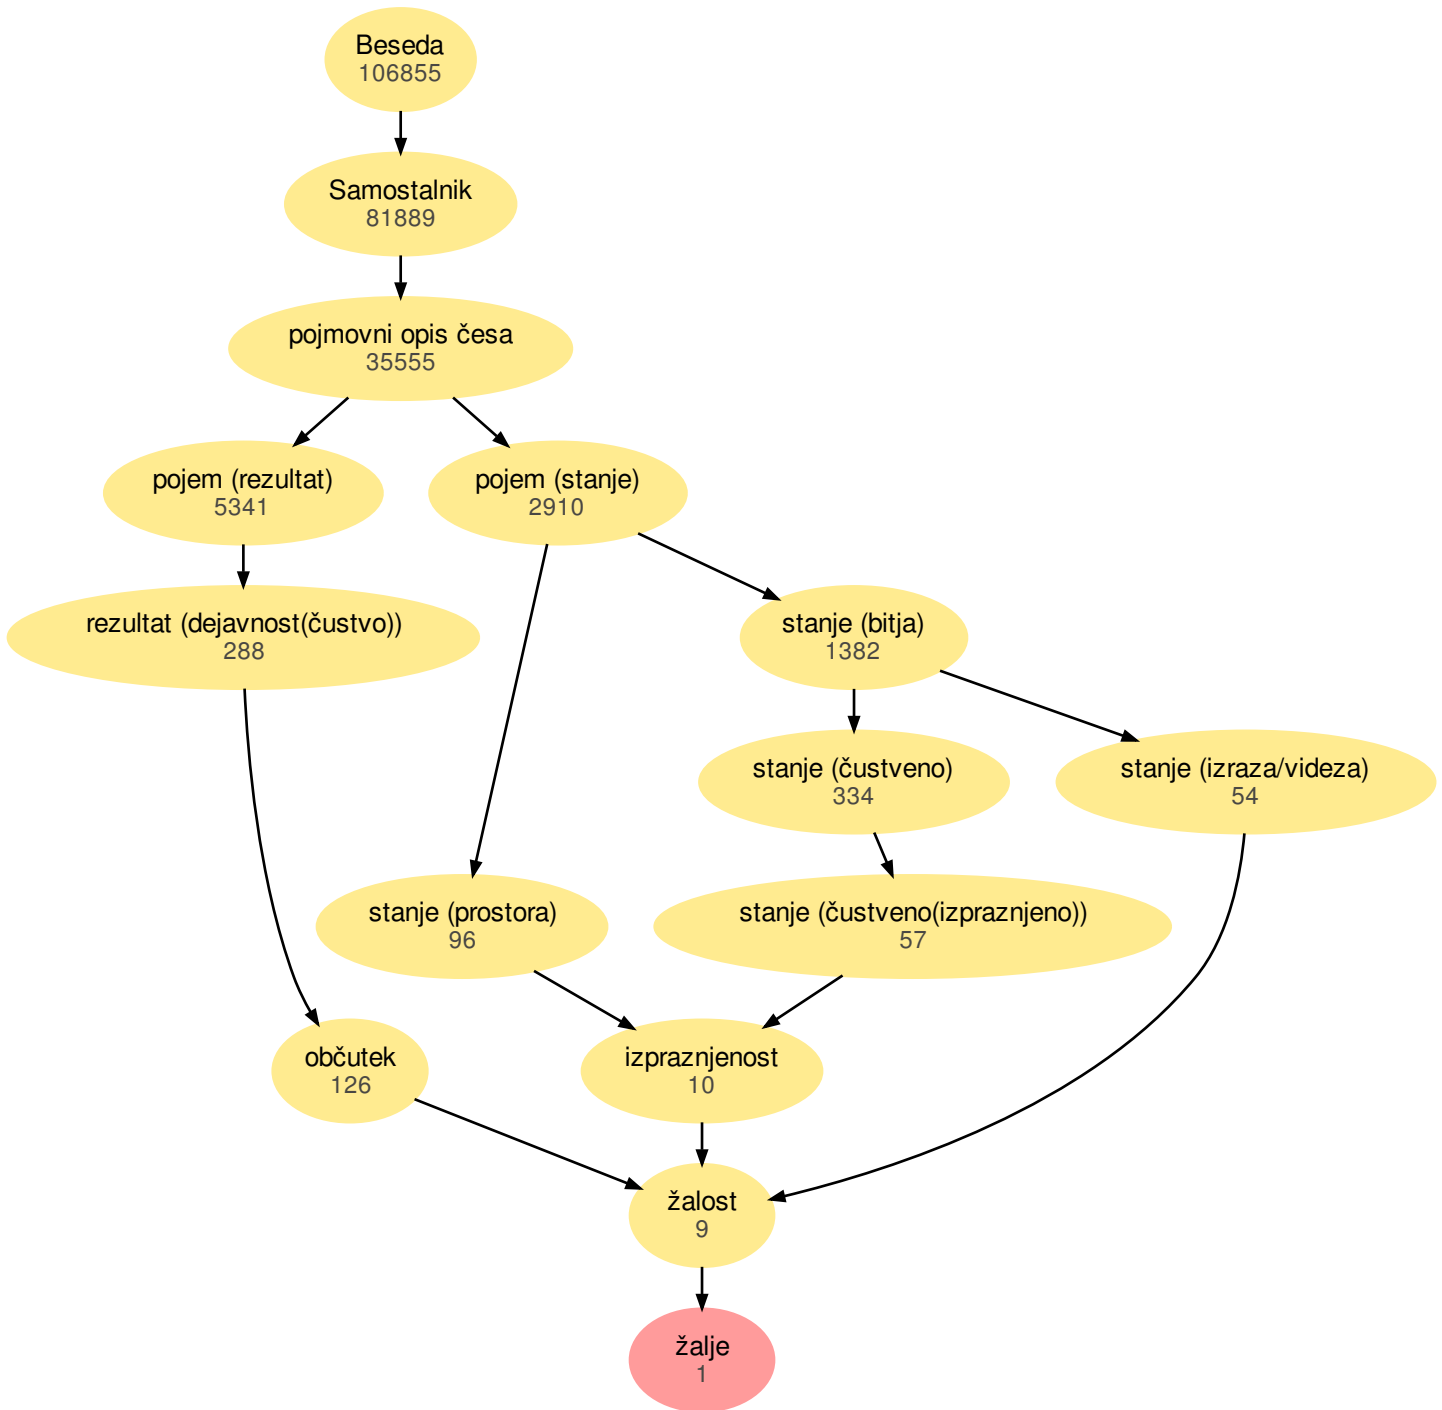 Beseda
106855
Samostalnik
81889
pojmovni opis česa
35555
pojem (rezultat)
5341
pojem (stanje)
2910
rezultat (dejavnost(čustvo))
288
stanje (bitja)
1382
stanje (čustveno)
334
stanje (izraza/videza)
54
stanje (prostora)
96
stanje (čustveno(izpraznjeno))
57
občutek
126
izpraznjenost
10
žalost
9
žalje
1